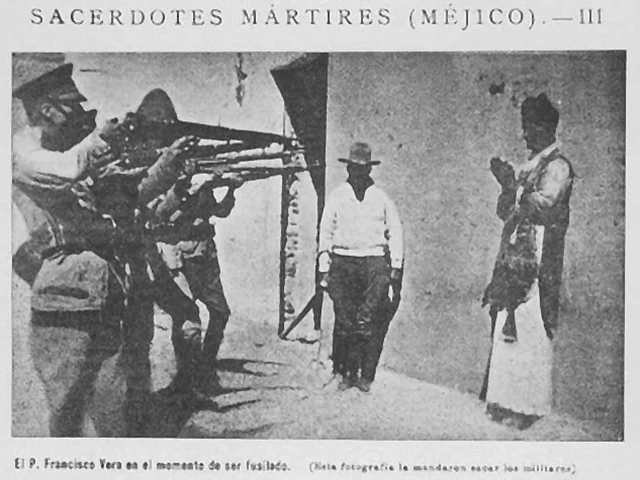 SACERDOTES MÁRTIRES (MÉJICO).—III
El P. Francisco Vera en el momento de ser fusilado. (Esta fotografía la mandaron sacar los militares)